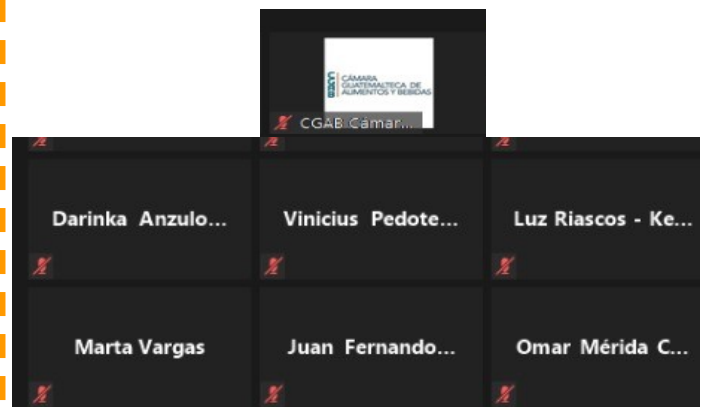 CÁMARA
GUATEMALTECA DE
ALIMENTOS Y BEBIDAS
CGAB Càmar...
Darinka Anzulo...
Vinicius Pedote...
Luz Riascos - Ke...
Marta Vargas
Juan Fernando...
Omar Mérida C...